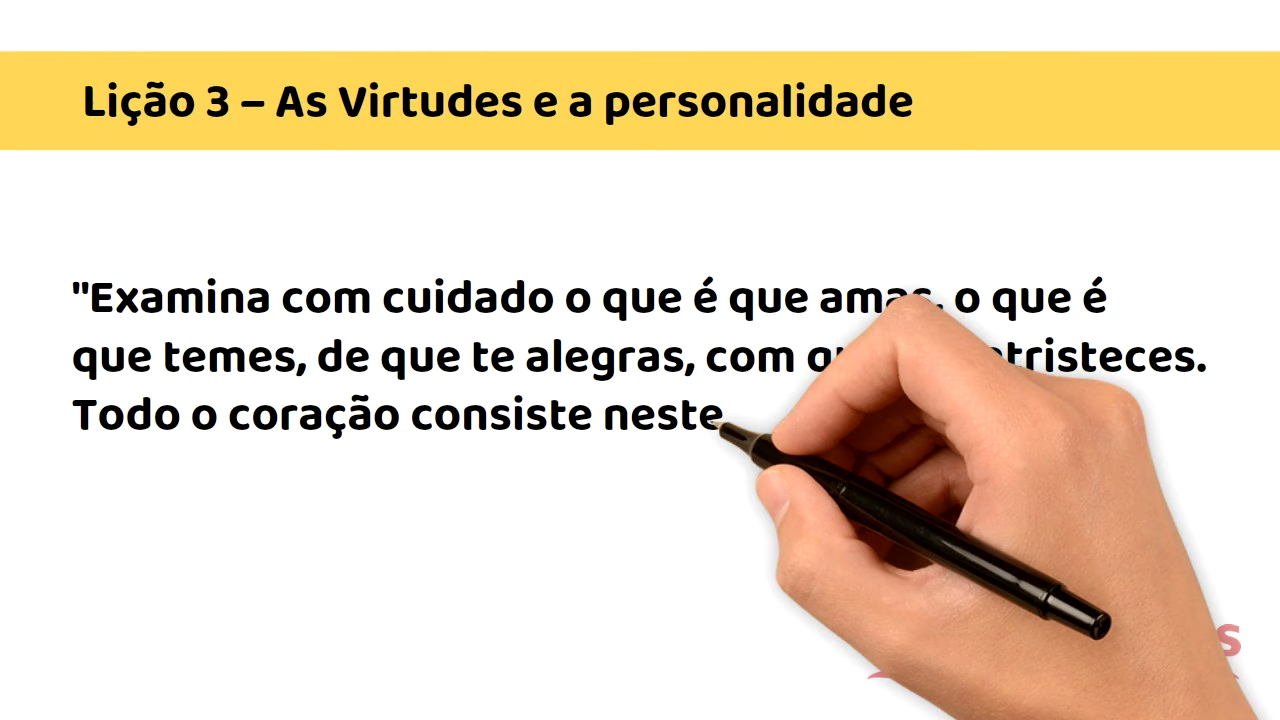 Lição 3 – As Virtudes e a personalidade
"Examina com cuidado o que é que amas, o que é
que temes, de que te alegras, com entristeces.
Todo o coração consiste neste